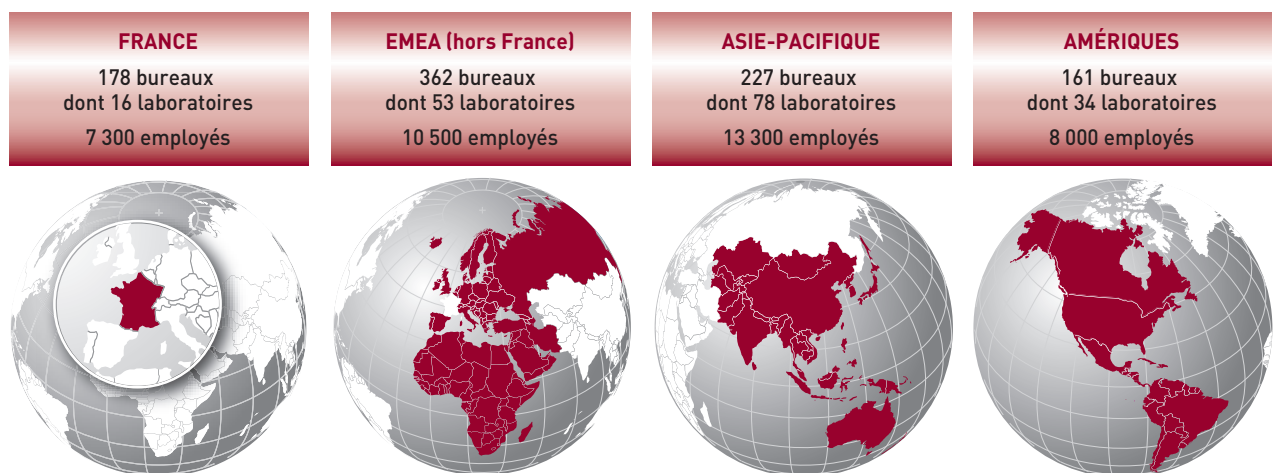 FRANCE
178 bureaux
dont 16 laboratoires
7 300 employés
EMEA (hors France)
362 bureaux
dont 53 laboratoires
10 500 employés
ASIE-PACIFIQUE
227 bureaux
dont 78 laboratoires
13 300 employés
AMÉRIQUES
161 bureaux
dont 34 laboratoires
8 000 employés